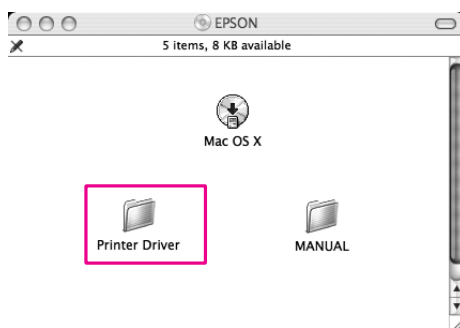 EPSON
5 items, 8 KB available
Mac OS X
Printer Driver
MANUAL